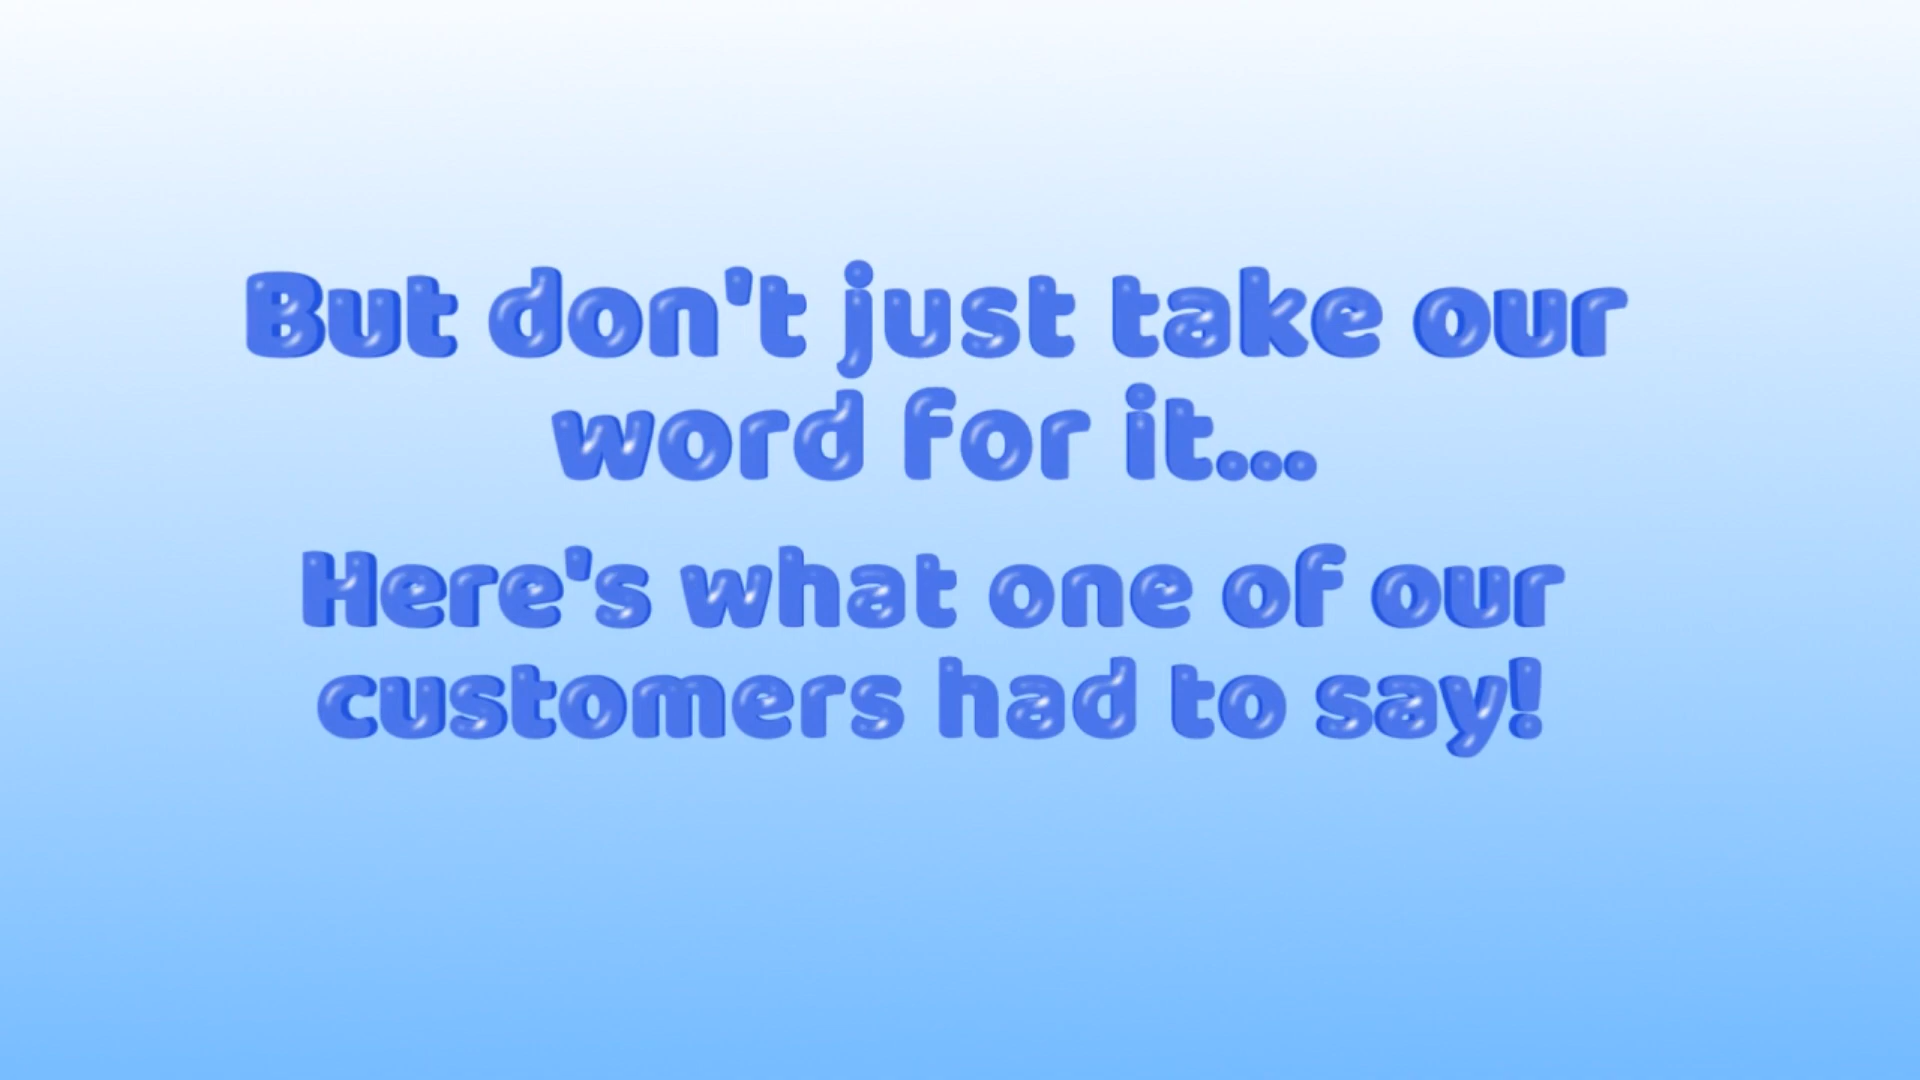 But don't just take our
word for it...
Here's what one of our
customers had to say!